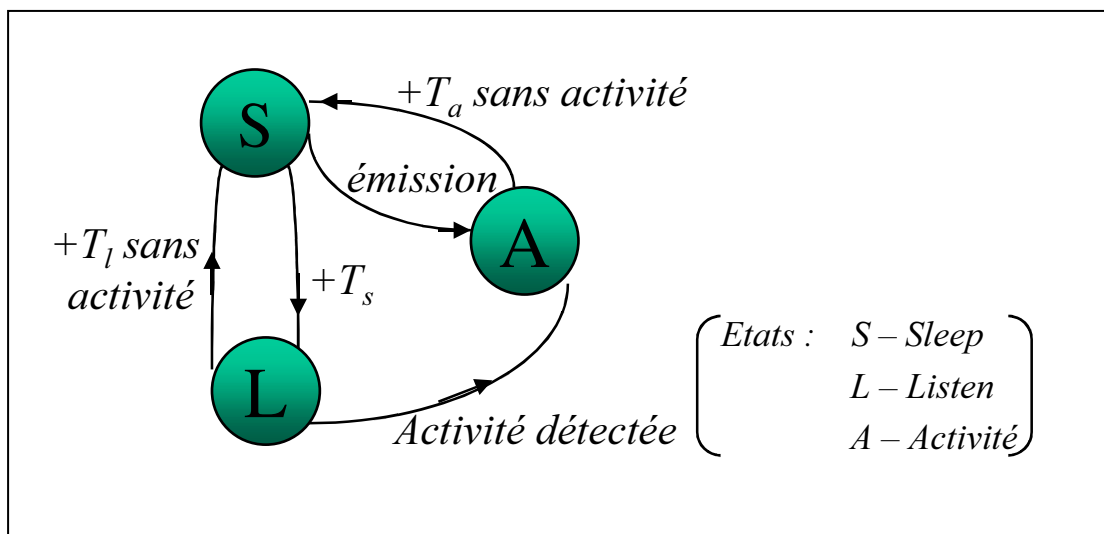 +Ta sans activité
S
émission
A
+Tl sans
activité
+Ts
L
Activité détectée
Etats : S – Sleep
L – Listen
A – Activité